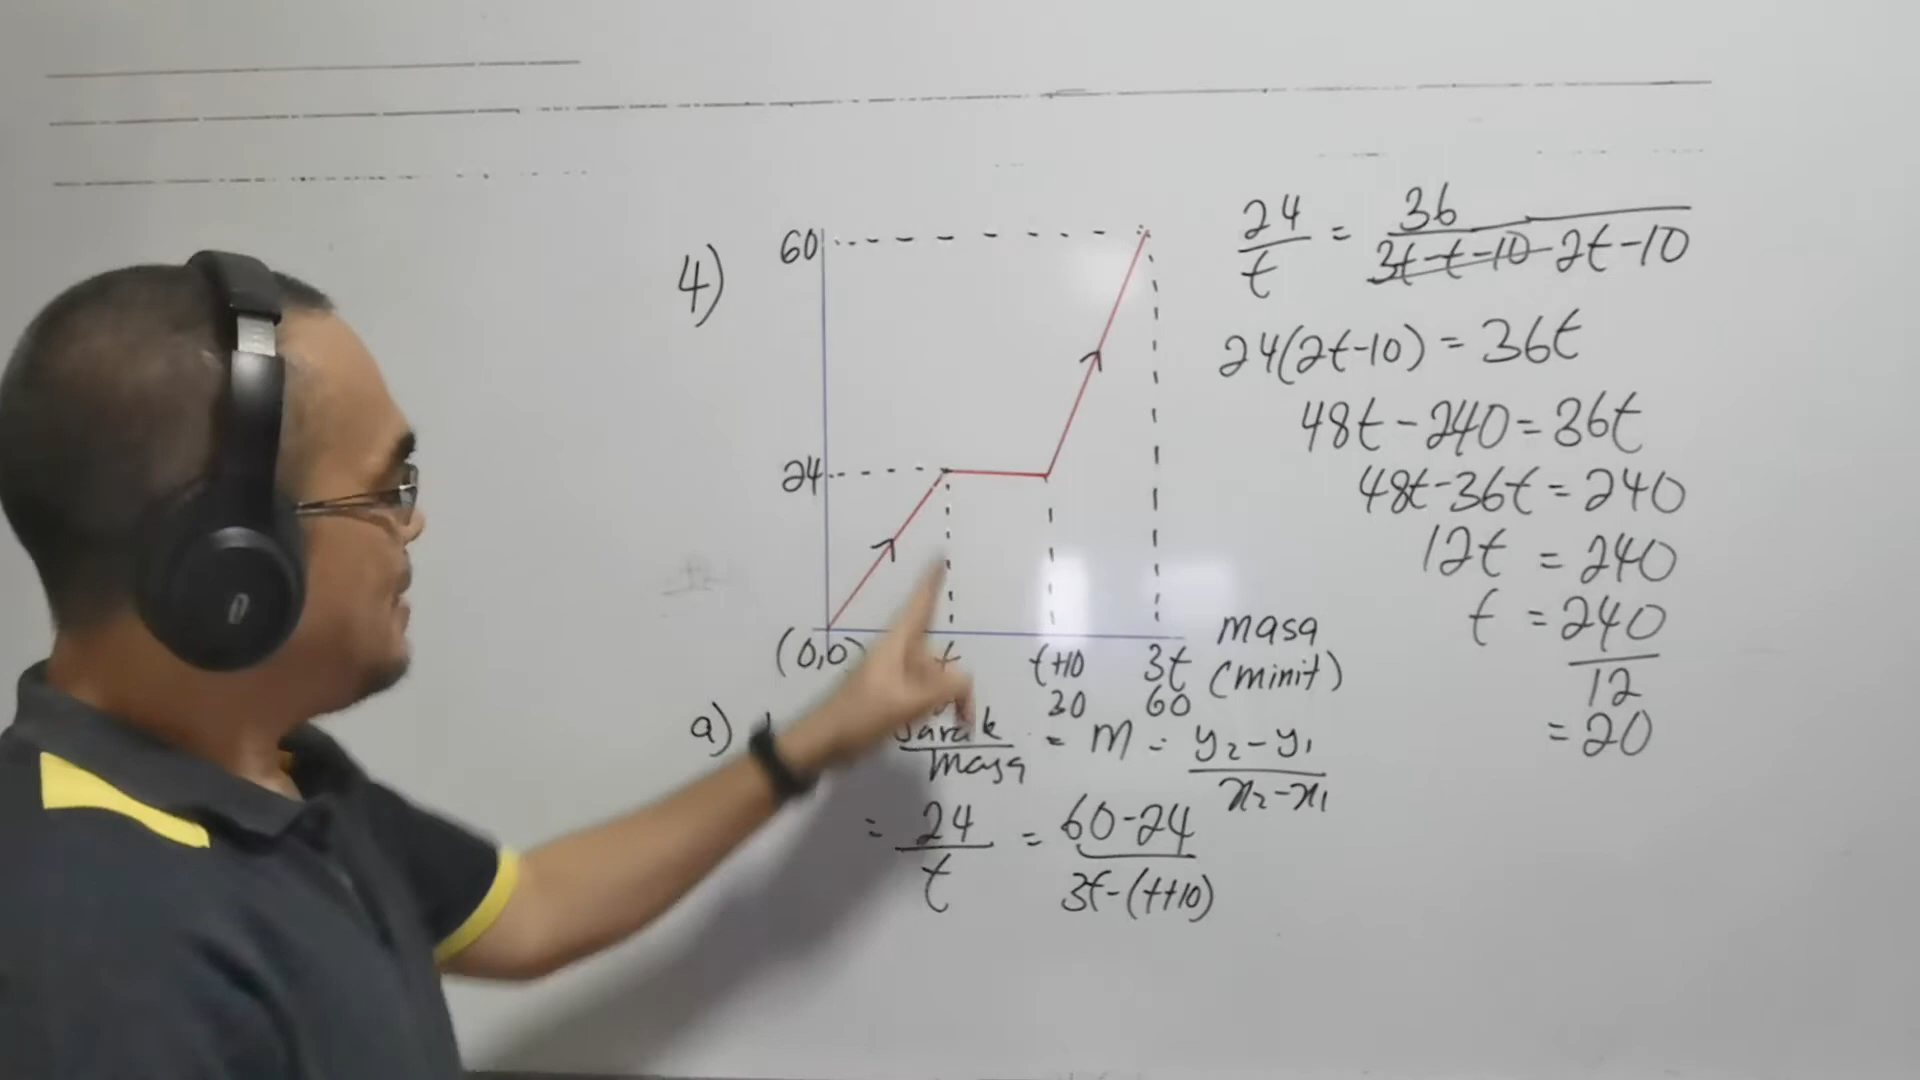 4)
60
24
(0,0)
t+10
3t
30
60
masa
(minit)
a)
Jarak/masa = m = y₂-y₁/x₂-x₁
= 24/t = 60-24/3t-(t+10)
24/t = 36/3t-t-10 2t-10
24(2t-10) = 36t
48t - 240 = 36t
48t-36t = 240
12t = 240
t = 240/12
= 20